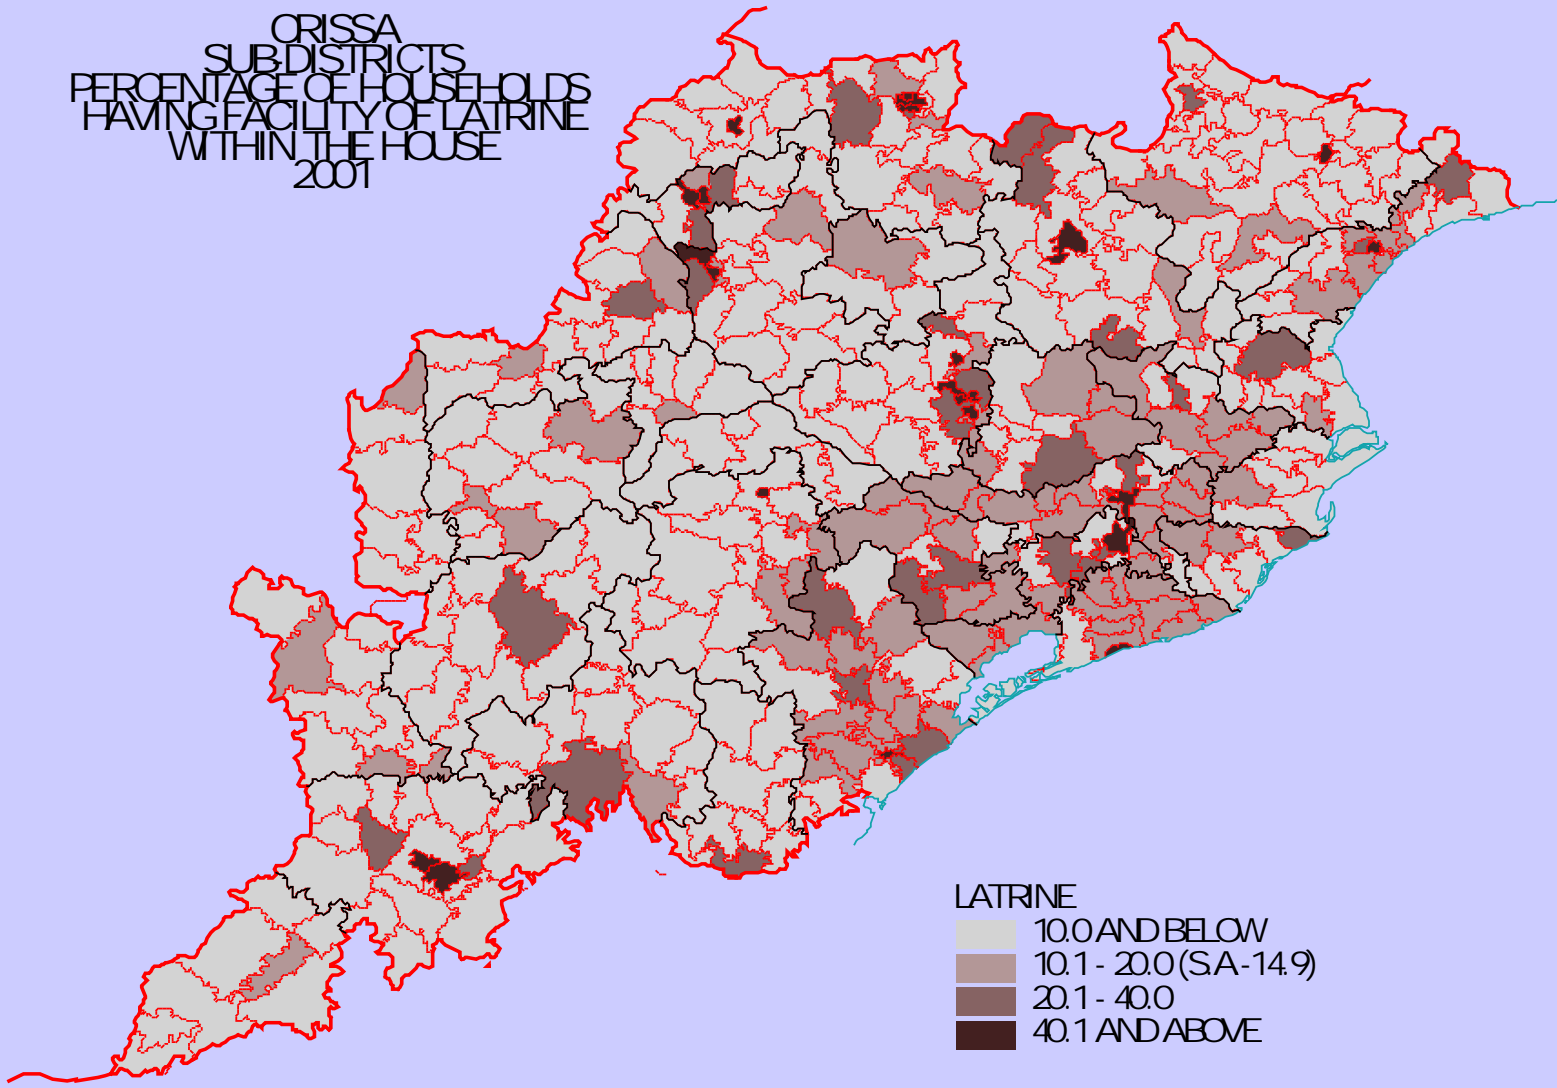 ORISSA
SUB-DISTRICTS
PERCENTAGE OF HOUSEHOLDS
HAVING FACILITY OF LATRINE
WITHIN THE HOUSE
2001
LATRINE
10.0 AND BELOW
10.1 - 20.0 (S.A.-14.9)
20.1 - 40.0
40.1 AND ABOVE